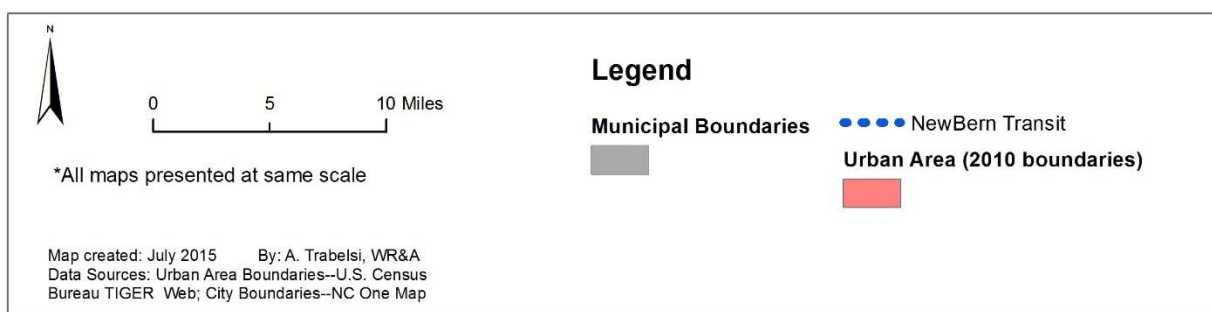 N
0 5 10 Miles
*All maps presented at same scale
Map created: July 2015 By: A. Trabelsi, WR&A
Data Sources: Urban Area Boundaries--U.S. Census
Bureau TIGER Web; City Boundaries--NC One Map
Legend
Municipal Boundaries
NewBern Transit
Urban Area (2010 boundaries)